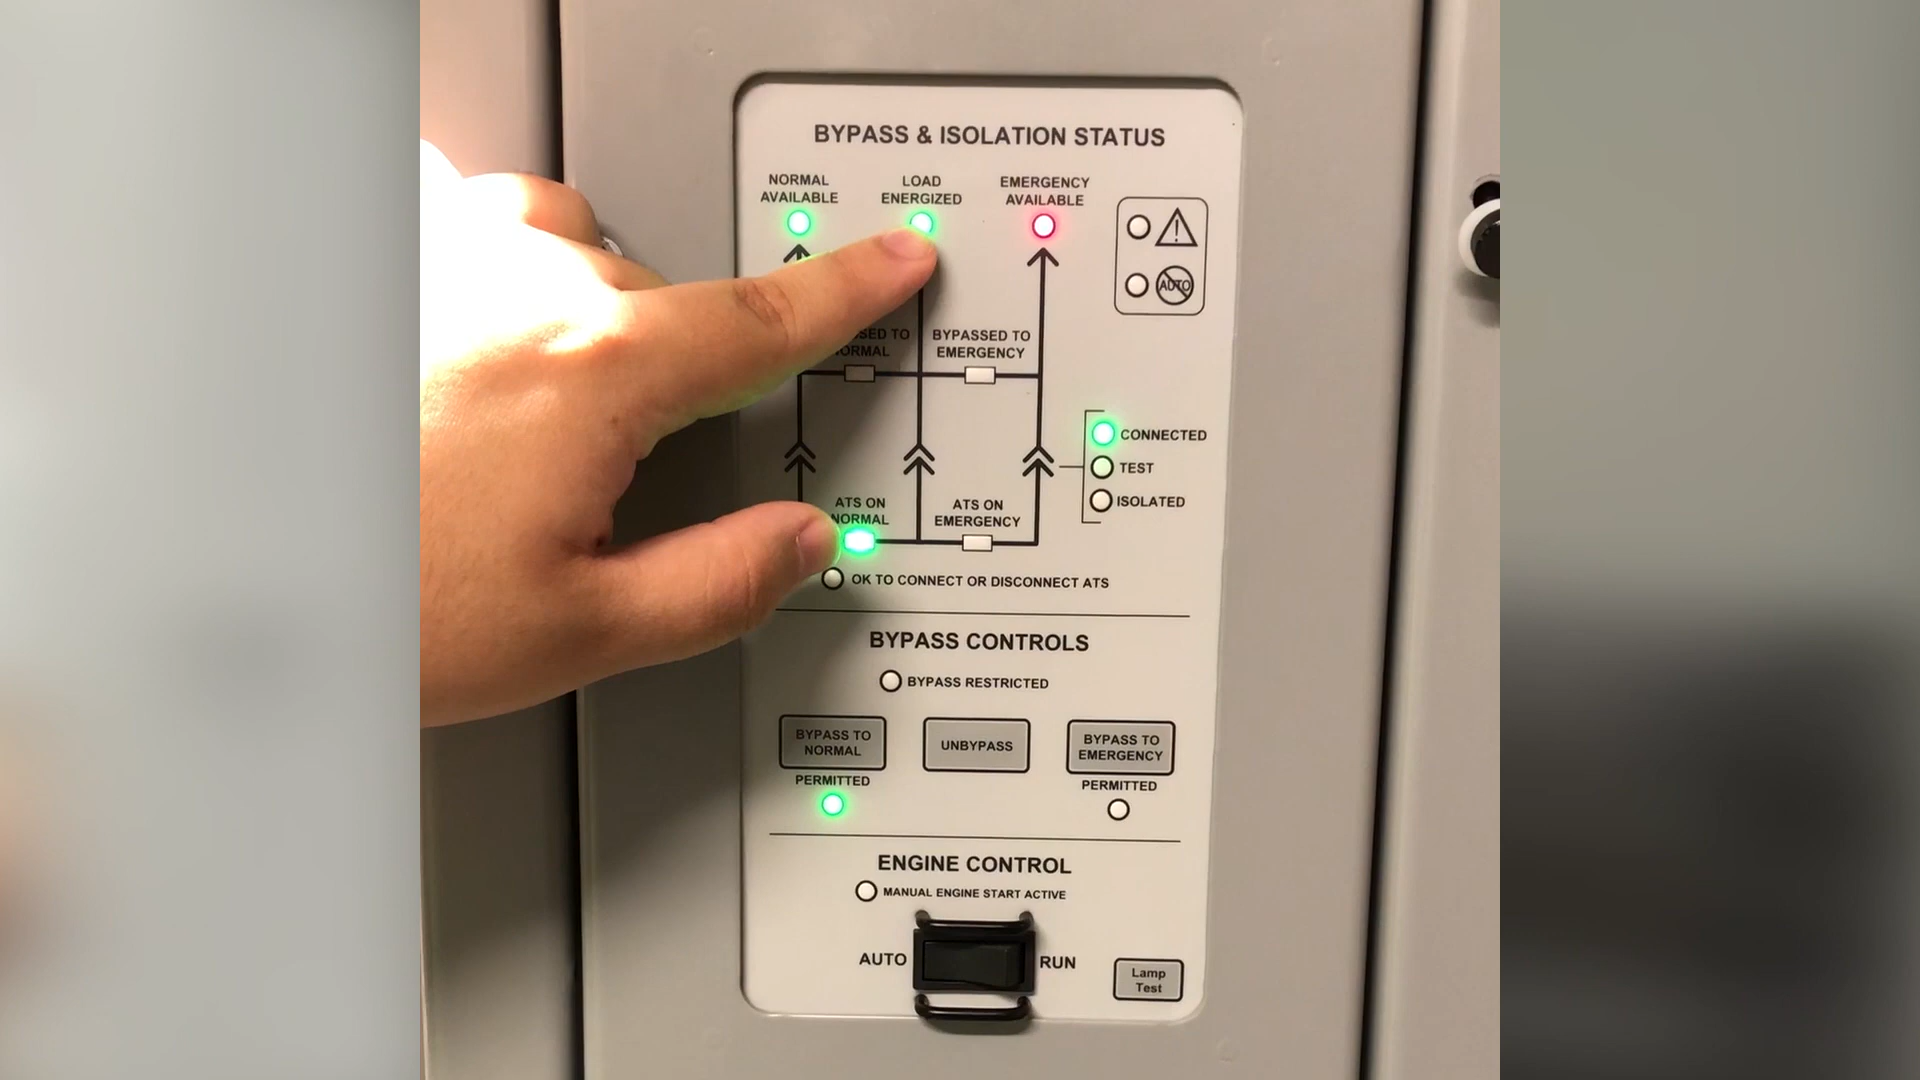 BYPASS & ISOLATION STATUS
NORMAL
AVAILABLE
LOAD
ENERGIZED
EMERGENCY
AVAILABLE
AUTO
TO
BYPASSED TO
EMERGENCY
CONNECTED
TEST
ISOLATED
ATS ON
NORMAL
ATS ON
EMERGENCY
OK TO CONNECT OR DISCONNECT ATS
BYPASS CONTROLS
BYPASS RESTRICTED
BYPASS TO
NORMAL
UNBYPASS
BYPASS TO
EMERGENCY
PERMITTED
PERMITTED
ENGINE CONTROL
MANUAL ENGINE START ACTIVE
AUTO
RUN
Lamp
Test